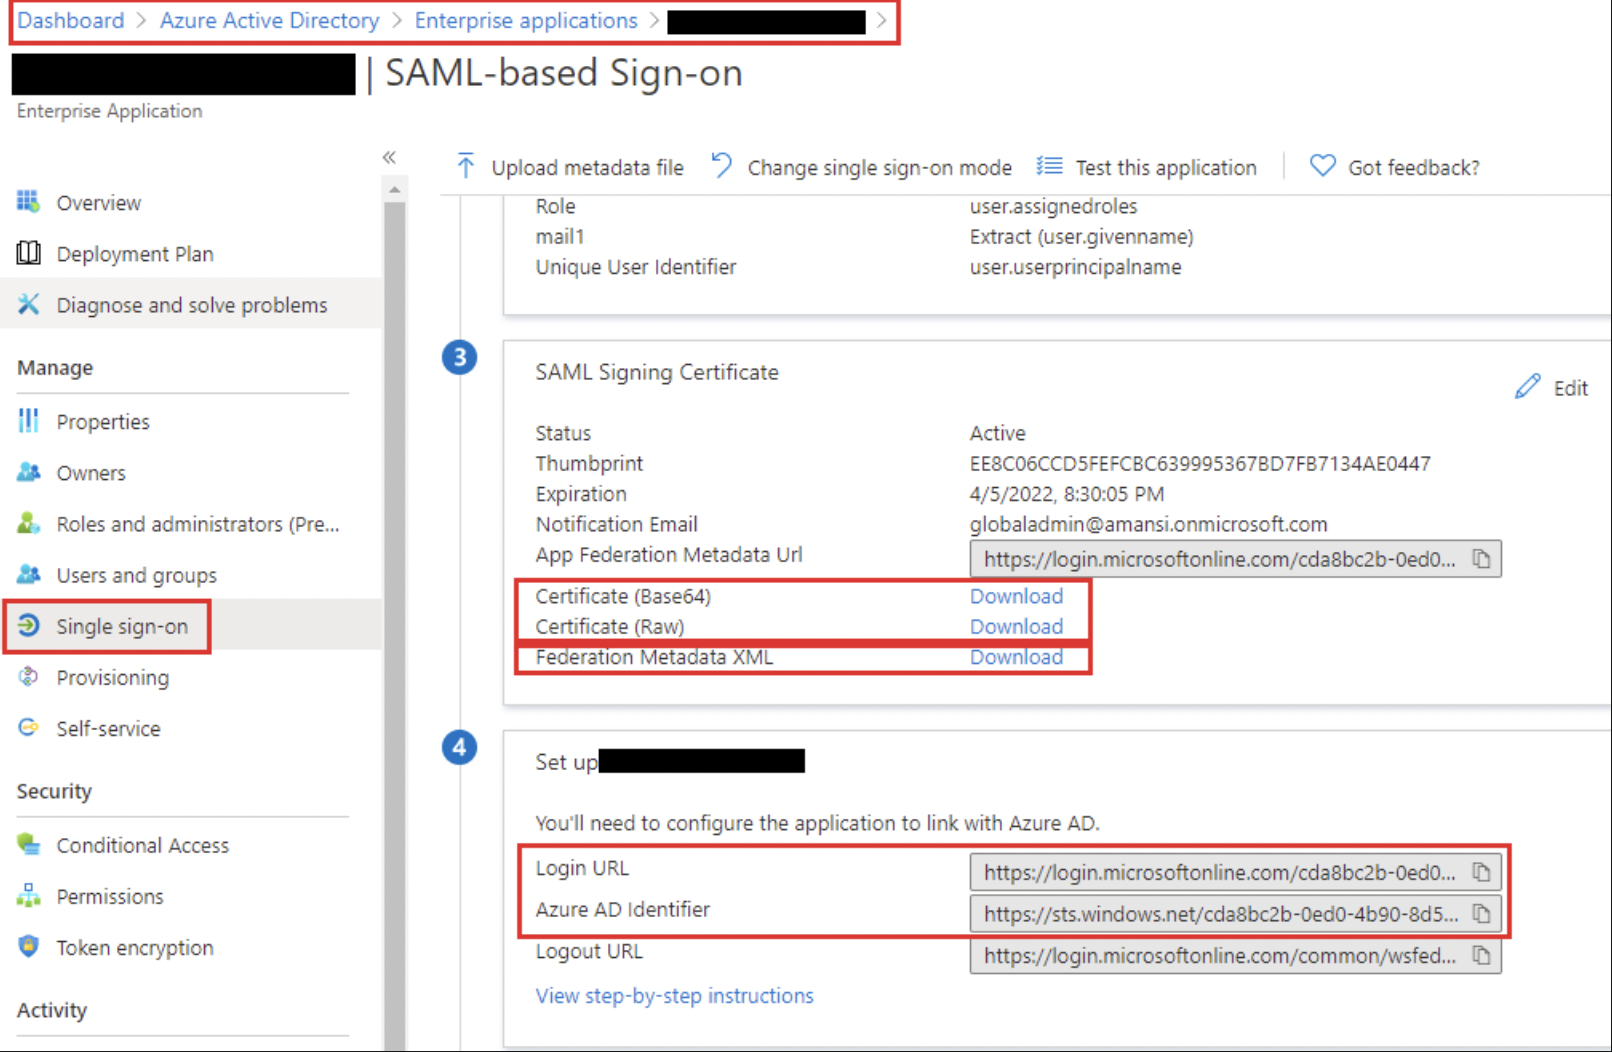 Dashboard > Azure Active Directory > Enterprise applications > >
| SAML-based Sign-on
Enterprise Application
«
Upload metadata file Change single sign-on mode Test this application Got feedback?
Overview
Deployment Plan
Diagnose and solve problems
Manage
Properties
Owners
Roles and administrators (Pre...
Users and groups
Single sign-on
Provisioning
Self-service
Security
Conditional Access
Permissions
Token encryption
Activity
Role user.assignedroles
mail1 Extract (user.givenname)
Unique User Identifier user.userprincipalname
3
SAML Signing Certificate
Edit
Status Active
Thumbprint EE8C06CCD5FEFCBC639995367BD7FB7134AE0447
Expiration 4/5/2022, 8:30:05 PM
Notification Email globaladmin@amansi.onmicrosoft.com
App Federation Metadata Url https://login.microsoftonline.com/cda8bc2b-0ed0...
Certificate (Base64) Download
Certificate (Raw) Download
Federation Metadata XML Download
4
Set up
You'll need to configure the application to link with Azure AD.
Login URL https://login.microsoftonline.com/cda8bc2b-0ed0...
Azure AD Identifier https://sts.windows.net/cda8bc2b-0ed0-4b90-8d5...
Logout URL https://login.microsoftonline.com/common/wsfed...
View step-by-step instructions